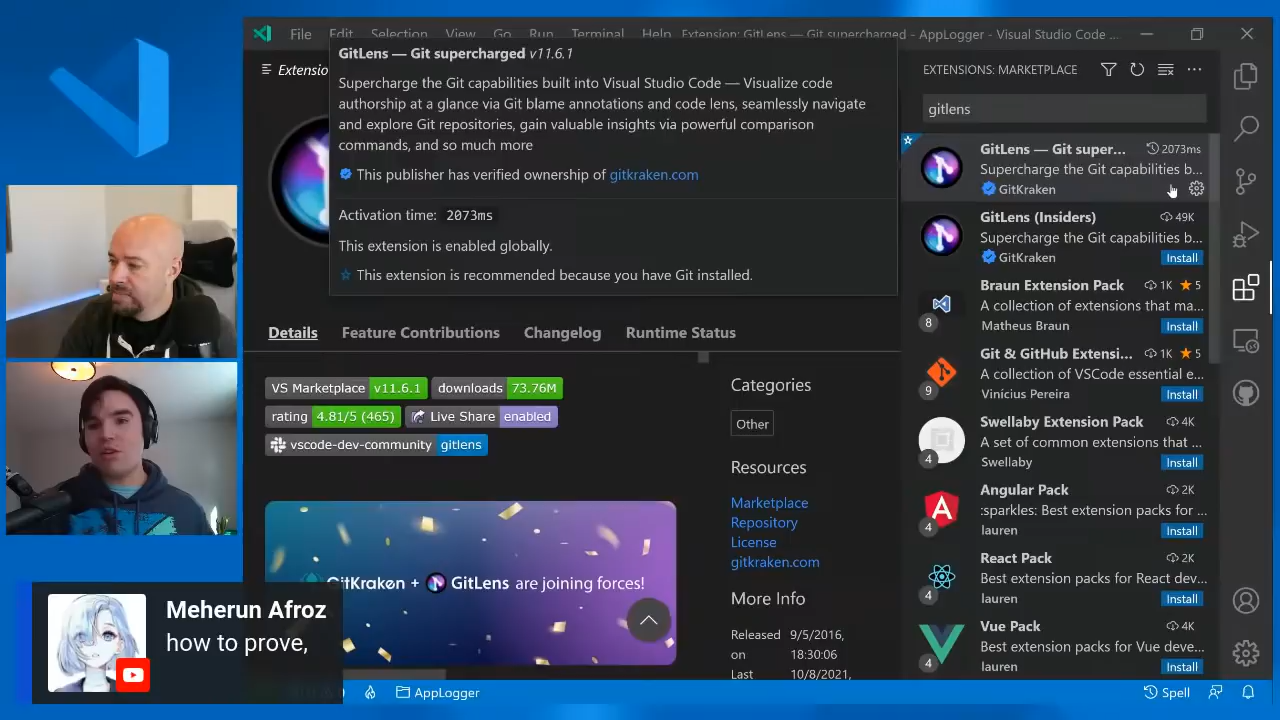 File Edit Selection View Go Run Terminal Help Extension: GitLens — Git supercharged - AppLogger - Visual Studio Code ...
Extensio
GitLens — Git supercharged v11.6.1
Supercharge the Git capabilities built into Visual Studio Code — Visualize code
authorship at a glance via Git blame annotations and code lens, seamlessly navigate
and explore Git repositories, gain valuable insights via powerful comparison
commands, and so much more
This publisher has verified ownership of gitkraken.com
Activation time: 2073ms
This extension is enabled globally.
This extension is recommended because you have Git installed.
Details Feature Contributions Changelog Runtime Status
VS Marketplace v11.6.1 downloads 73.76M
rating 4.81/5 (465) Live Share enabled
vscode-dev-community gitlens
GitKraken + GitLens are joining forces!
Categories
Other
Resources
Marketplace
Repository
License
gitkraken.com
More Info
Released 9/5/2016,
on 18:30:06
Last 10/8/2021,
EXTENSIONS: MARKETPLACE
gitlens
GitLens — Git super... 2073ms
Supercharge the Git capabilities b...
GitKraken
GitLens (Insiders) 49K
Supercharge the Git capabilities b...
GitKraken Install
Braun Extension Pack 1K 5
A collection of extensions that ma...
8 Matheus Braun Install
Git & GitHub Extensi... 1K 5
A collection of VSCode essential e...
9 Vinícius Pereira Install
Swellaby Extension Pack 4K
A set of common extensions that ...
4 Swellaby Install
Angular Pack 2K
:sparkles: Best extension packs for ...
4 lauren Install
React Pack 2K
Best extension packs for React dev...
4 lauren Install
Vue Pack 4K
Best extension packs for Vue deve...
4 lauren Install
Meherun Afroz
how to prove,
AppLogger
Spell